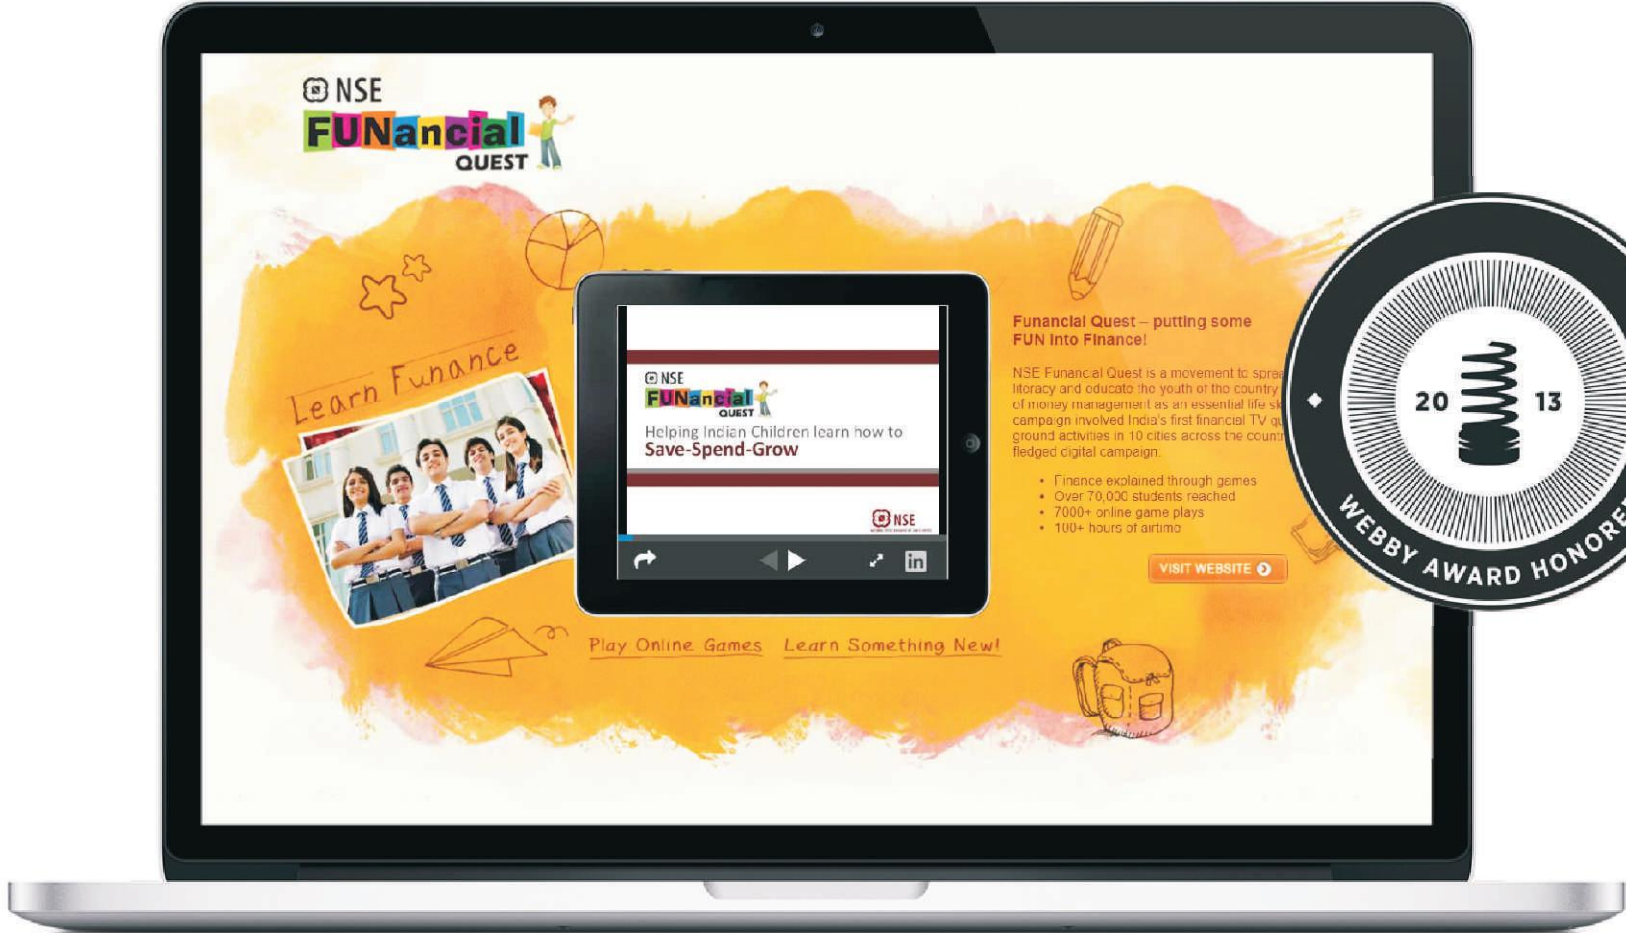 NSE
FUNancial
QUEST
Learn Funance
NSE
FUNancial
QUEST
Helping Indian Children learn how to
Save-Spend-Grow
NSE
in
Play Online Games Learn Something New!
Funancial Quest – putting some
FUN into Finance!
NSE Funancial Quest is a movement to
literacy and educate the youth of the country
of money management as an essential life
campaign involved India's first financial TV
ground activities in 10 cities across the
fledged digital campaign.
• Finance explained through games
• Over 70,000 students reached
• 7000+ online game plays
• 100+ hours of airtime
VISIT WEBSITE
20 13
WEBBY AWARD